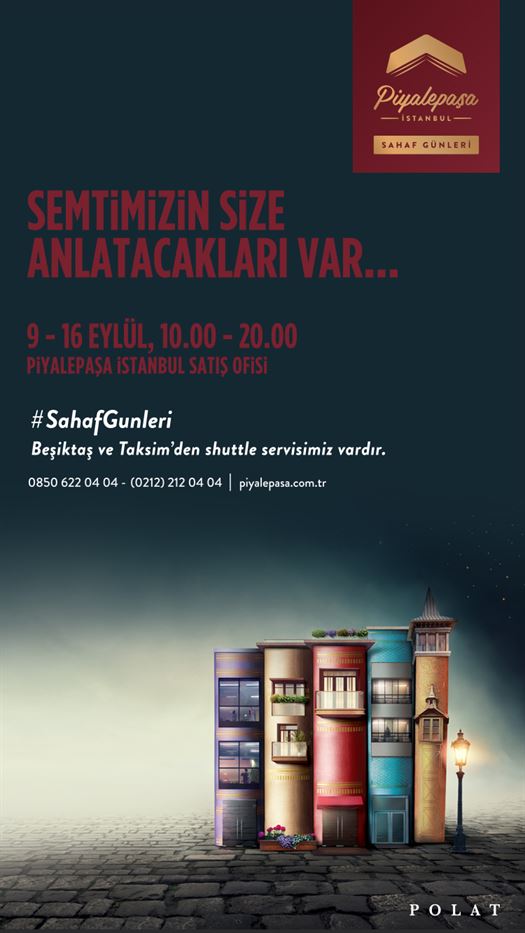 Piyalepaşa
İSTANBUL
SAHAF GÜNLERİ
SEMTİMİZİN SİZE
ANLATACAKLARI VAR...
9 - 16 EYLÜL, 10.00 - 20.00
PİYALEPAŞA İSTANBUL SATIŞ OFİSİ
#SahafGunleri
Beşiktaş ve Taksim’den shuttle servisimiz vardır.
0850 622 04 04 - (0212) 212 04 04 | piyalepasa.com.tr
POLAT